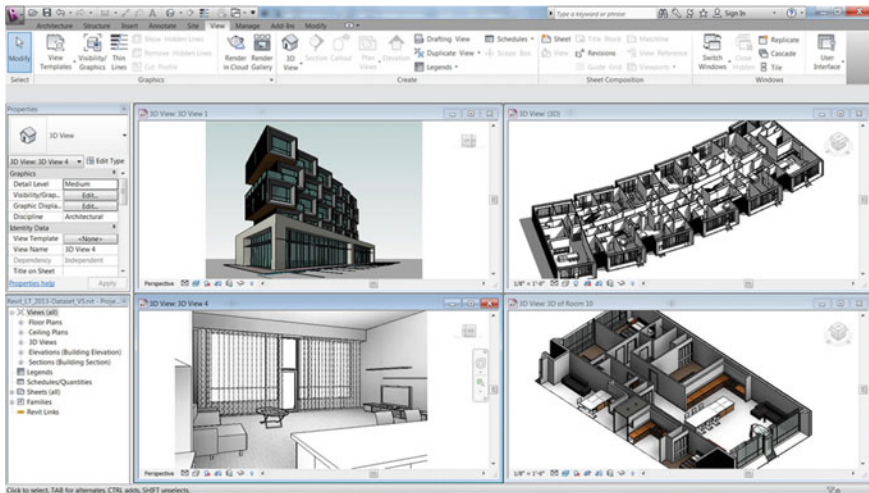 Type a keyword or phrase
Sign In
Architecture Structure Insert Annotate Site View Manage Add-Ins Modify
Modify
View Templates
Visibility/ Graphics
Thin Lines
Show Hidden Lines
Remove Hidden Lines
Cut Profile
Render in Cloud
Render Gallery
3D View
Section
Callout
Plan Views
Elevation
Drafting View
Duplicate View
Legends
Schedules
Scope Box
Sheet
View
Title Block
Revisions
Guide Grid
Matchline
View Reference
Viewports
Switch Windows
Close Hidden
Replicate
Cascade
Tile
User Interface
Select
Graphics
Create
Sheet Composition
Windows
Properties
3D View
3D View: 3D View 4
Edit Type
Graphics
Detail Level Medium
Visibility/Grap... Edit...
Graphic Displa... Edit...
Discipline Architectural
Identity Data
View Template <None>
View Name 3D View 4
Dependency Independent
Title on Sheet
Properties help
Apply
Revit_LT_2013-Dataset_V5.rvt - Proje...
Views (all)
Floor Plans
Ceiling Plans
3D Views
Elevations (Building Elevation)
Sections (Building Section)
Legends
Schedules/Quantities
Sheets (all)
Families
Revit Links
3D View: 3D View 1
Perspective
3D View: {3D}
1/8" = 1'-0"
3D View: 3D View 4
Perspective
3D View: 3D of Room 10
1/8" = 1'-0"
Click to select, TAB for alternates, CTRL adds, SHIFT unselects.